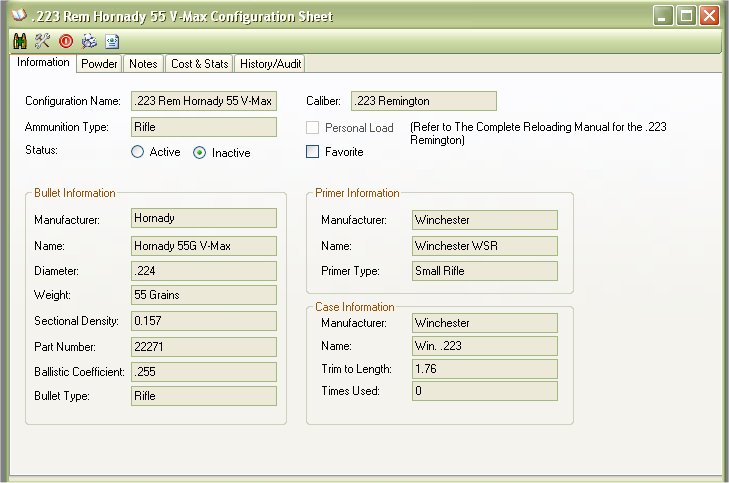 .223 Rem Hornady 55 V-Max Configuration Sheet
Information Powder Notes Cost & Stats History/Audit
Configuration Name: .223 Rem Hornady 55 V-Max Caliber: .223 Remington
Ammunition Type: Rifle Personal Load (Refer to The Complete Reloading Manual for the .223
Remington)
Status: Active Inactive Favorite
Bullet Information
Manufacturer: Hornady
Name: Hornady 55G V-Max
Diameter: .224
Weight: 55 Grains
Sectional Density: 0.157
Part Number: 22271
Ballistic Coefficient: .255
Bullet Type: Rifle
Primer Information
Manufacturer: Winchester
Name: Winchester WSR
Primer Type: Small Rifle
Case Information
Manufacturer: Winchester
Name: Win. .223
Trim to Length: 1.76
Times Used: 0